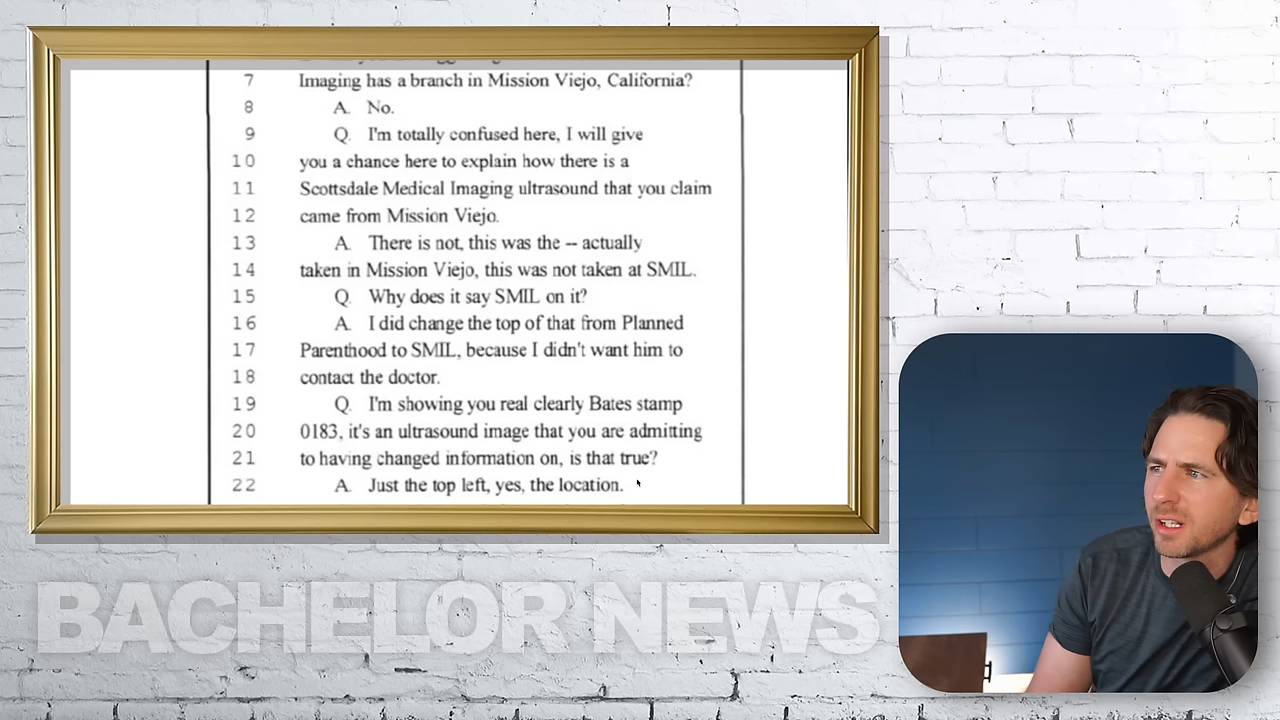 7 Imaging has a branch in Mission Viejo, California?
8 A. No.
9 Q. I'm totally confused here, I will give
10 you a chance here to explain how there is a
11 Scottsdale Medical Imaging ultrasound that you claim
12 came from Mission Viejo.
13 A. There is not, this was the -- actually
14 taken in Mission Viejo, this was not taken at SMIL.
15 Q. Why does it say SMIL on it?
16 A. I did change the top of that from Planned
17 Parenthood to SMIL, because I didn't want him to
18 contact the doctor.
19 Q. I'm showing you real clearly Bates stamp
20 0183, it's an ultrasound image that you are admitting
21 to having changed information on, is that true?
22 A. Just the top left, yes, the location.
BACHELOR NEWS